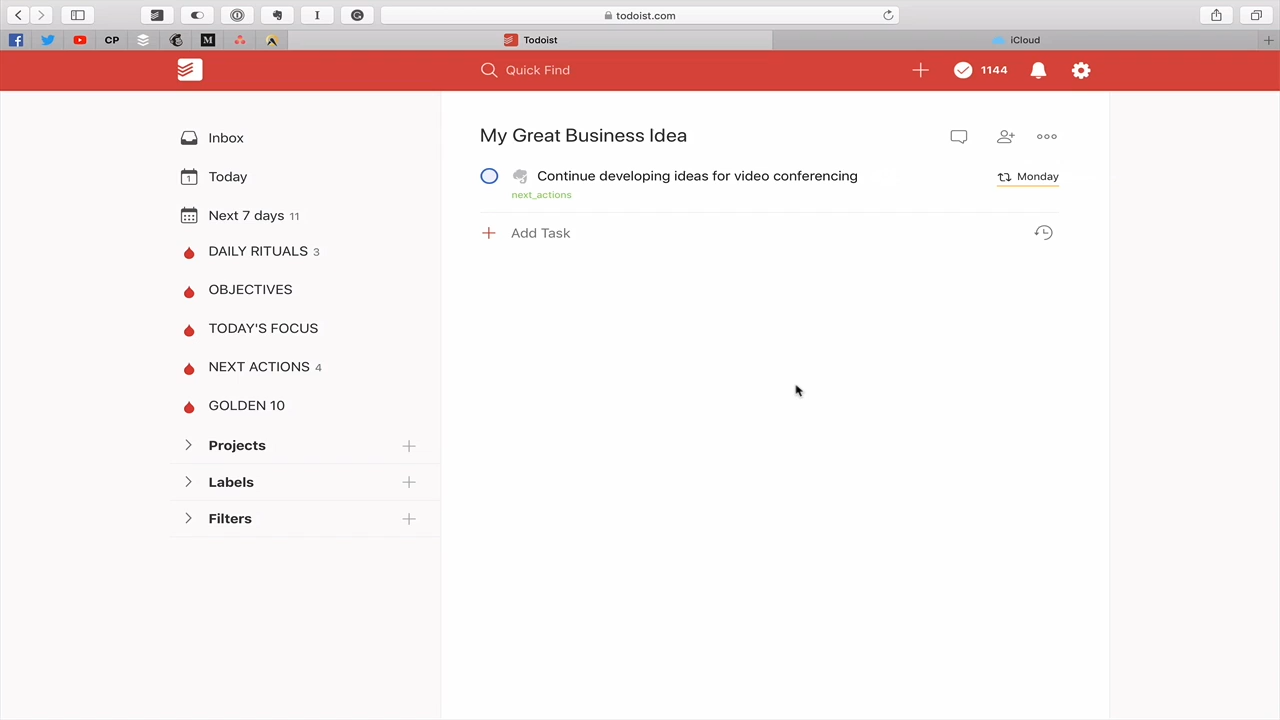 todoist.com
CP
M
Todoist
iCloud
Quick Find
1144
Inbox
1
Today
Next 7 days 11
DAILY RITUALS 3
OBJECTIVES
TODAY'S FOCUS
NEXT ACTIONS 4
GOLDEN 10
Projects
Labels
Filters
My Great Business Idea
Continue developing ideas for video conferencing
Monday
next_actions
Add Task